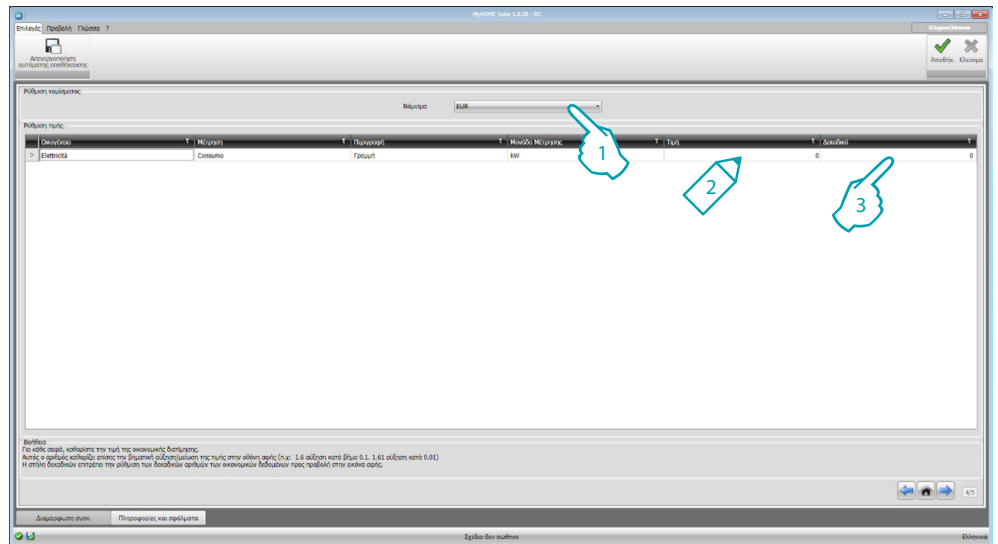 MyHOME Suite 1.0.20 - RC
Επιλογές Προβολή Γλώσσα ?
Απενεργοποίηση
αυτόματης αποθήκευσης
Αποθήκ. Κλείσιμο
Ρύθμιση νομίσματος
Νόμισμα EUR
Ρύθμιση τιμής
Οικογένεια Μέτρηση Περιγραφή Μονάδα Μέτρησης Τιμή Δεκαδικό
> Elettricità Consumo Γραμμή kW 0 0
1
2
3
Βοήθεια
Για κάθε σειρά, καθορίστε την τιμή της οικονομικής διατίμησης.
Αυτός ο αριθμός καθορίζει επίσης την βηματική αύξηση/μείωση της τιμής στην οθόνη αφής (π.χ: 1.6 αύξηση κατά βήμα 0.1. 1.61 αύξηση κατά 0.01)
Η στήλη δεκαδικών επιτρέπει την ρύθμιση των δεκαδικών αριθμών των οικονομικών δεδομένων προς προβολή στην εικόνα αφής.
4/5
Διαμόρφωση συσκ. Πληροφορίες και σφάλματα
Σχέδιο δεν σώθηκε Ελληνικά